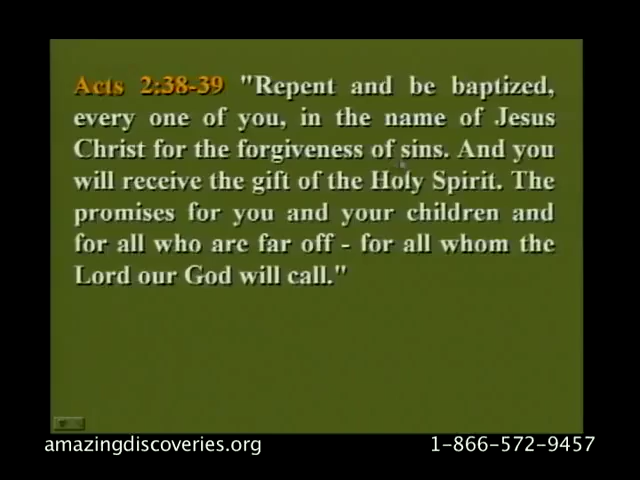 Acts 2:38-39 "Repent and be baptized,
every one of you, in the name of Jesus
Christ for the forgiveness of sins. And you
will receive the gift of the Holy Spirit. The
promises for you and your children and
for all who are far off - for all whom the
Lord our God will call."
amazingdiscoveries.org 1-866-572-9457